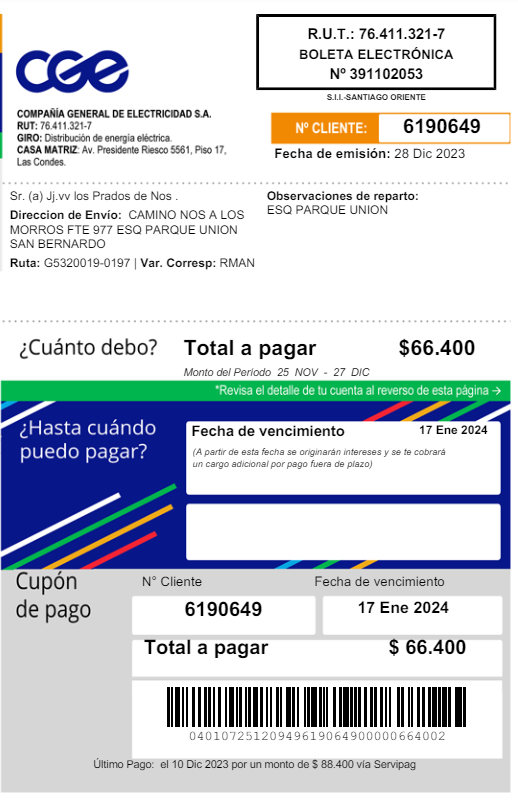 cge
R.U.T.: 76.411.321-7
BOLETA ELECTRÓNICA
Nº 391102053
S.I.I.-SANTIAGO ORIENTE
COMPAÑÍA GENERAL DE ELECTRICIDAD S.A.
RUT: 76.411.321-7
GIRO: Distribución de energía eléctrica.
CASA MATRIZ: Av. Presidente Riesco 5561, Piso 17,
Las Condes.
Nº CLIENTE: 6190649
Fecha de emisión: 28 Dic 2023
Sr. (a) Jj.vv los Prados de Nos .
Direccion de Envío: CAMINO NOS A LOS
MORROS FTE 977 ESQ PARQUE UNION
SAN BERNARDO
Ruta: G5320019-0197 | Var. Corresp: RMAN
Observaciones de reparto:
ESQ PARQUE UNION
¿Cuánto debo? Total a pagar $66.400
Monto del Período 25 NOV - 27 DIC
*Revisa el detalle de tu cuenta al reverso de esta página →
¿Hasta cuándo
puedo pagar?
Fecha de vencimiento 17 Ene 2024
(A partir de esta fecha se originarán intereses y se te cobrará
un cargo adicional por pago fuera de plazo)
Cupón
de pago
N° Cliente Fecha de vencimiento
6190649 17 Ene 2024
Total a pagar $ 66.400
040107251209496190649000006​64002
Último Pago: el 10 Dic 2023 por un monto de $ 88.400 vía Servipag